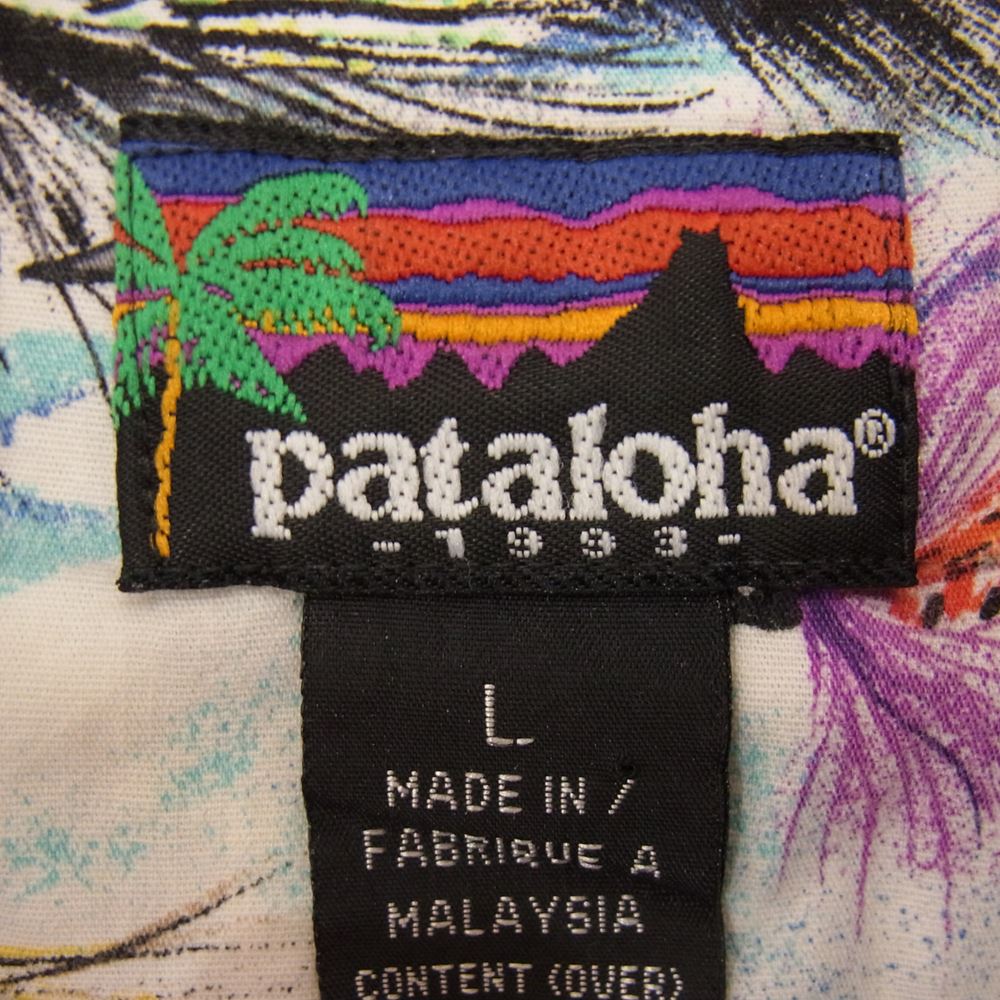 pataloha®
-1993-
L
MADE IN /
FABRIQUE A
MALAYSIA
CONTENT (OVER)